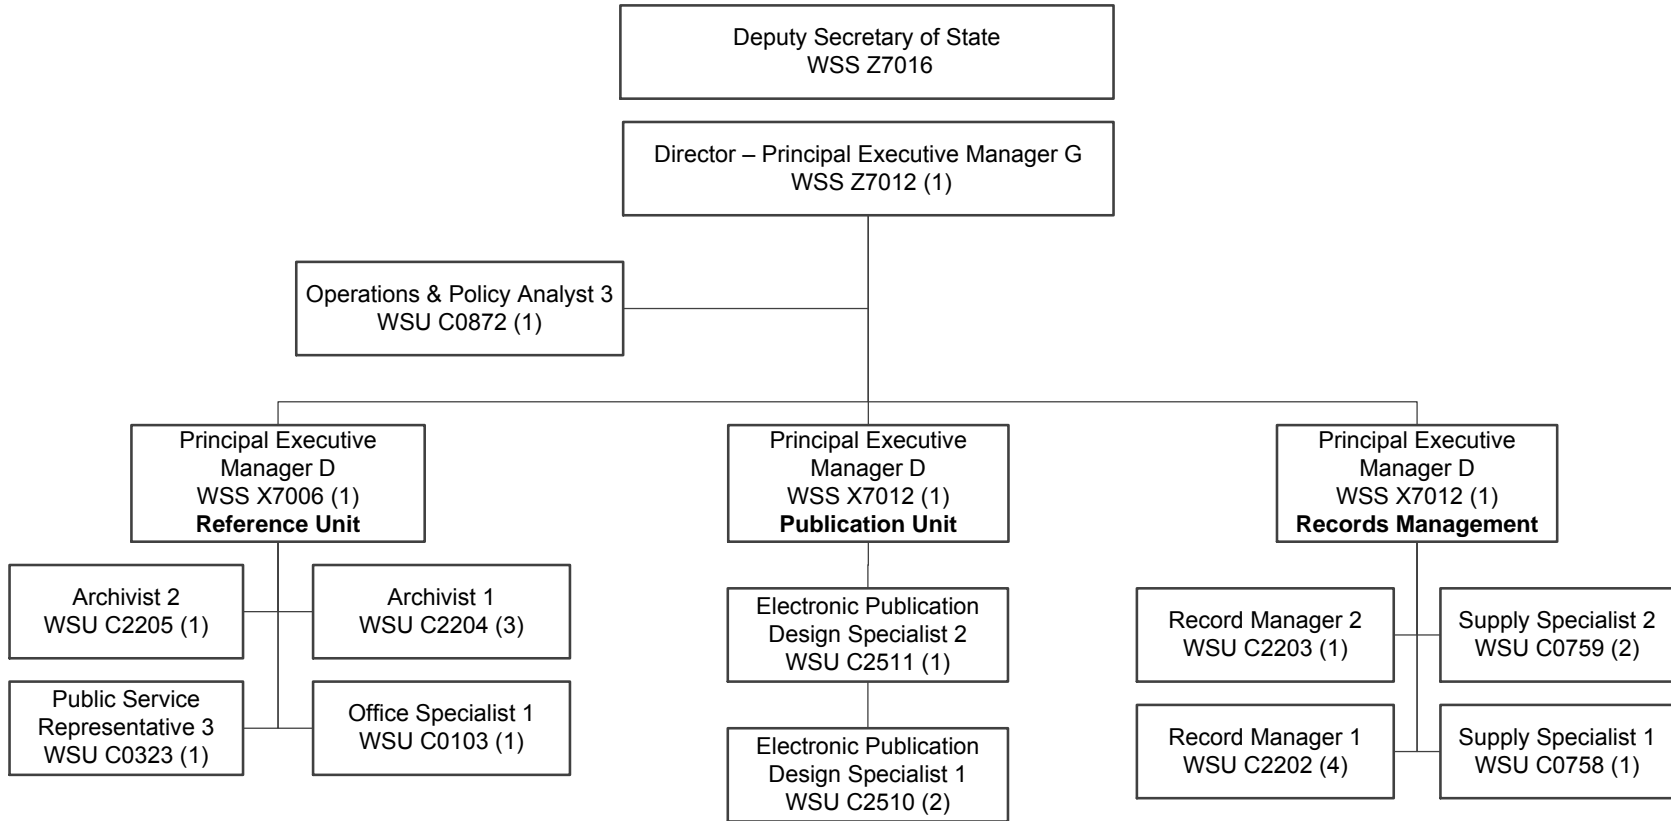 Deputy Secretary of State
WSS Z7016
Director – Principal Executive Manager G
WSS Z7012 (1)
Operations & Policy Analyst 3
WSU C0872 (1)
Principal Executive
Manager D
WSS X7006 (1)
Reference Unit
Principal Executive
Manager D
WSS X7012 (1)
Publication Unit
Principal Executive
Manager D
WSS X7012 (1)
Records Management
Archivist 2
WSU C2205 (1)
Archivist 1
WSU C2204 (3)
Public Service
Representative 3
WSU C0323 (1)
Office Specialist 1
WSU C0103 (1)
Electronic Publication
Design Specialist 2
WSU C2511 (1)
Electronic Publication
Design Specialist 1
WSU C2510 (2)
Record Manager 2
WSU C2203 (1)
Supply Specialist 2
WSU C0759 (2)
Record Manager 1
WSU C2202 (4)
Supply Specialist 1
WSU C0758 (1)